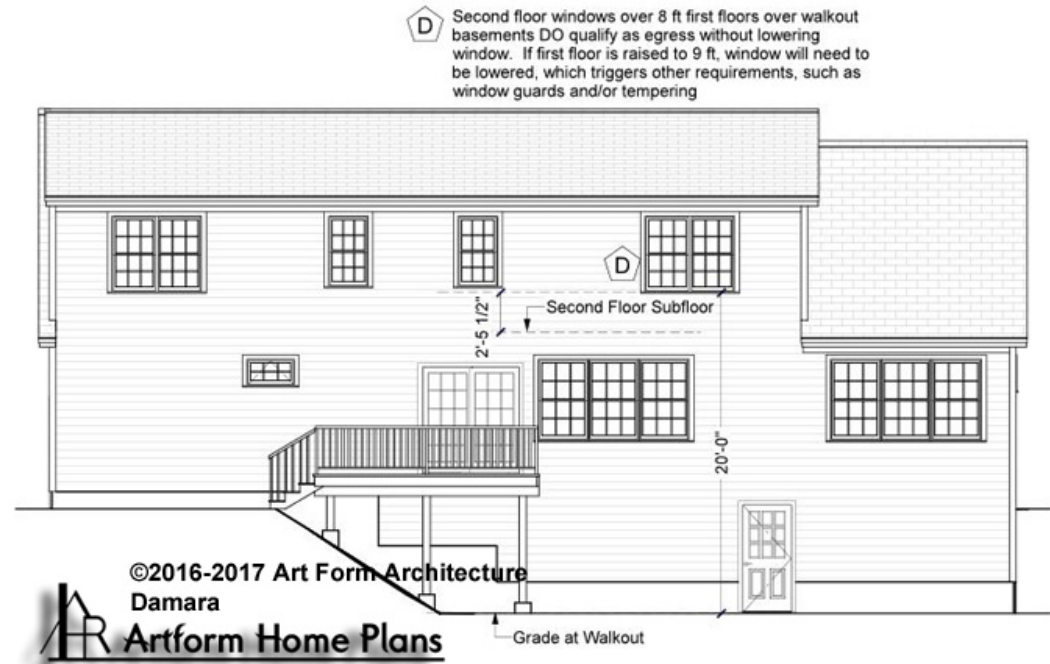 D
Second floor windows over 8 ft first floors over walkout
basements DO qualify as egress without lowering
window. If first floor is raised to 9 ft, window will need to
be lowered, which triggers other requirements, such as
window guards and/or tempering
D
2'-5 1/2"
Second Floor Subfloor
20'-0"
©2016-2017 Art Form Architecture
Damara
AR Artform Home Plans
Grade at Walkout